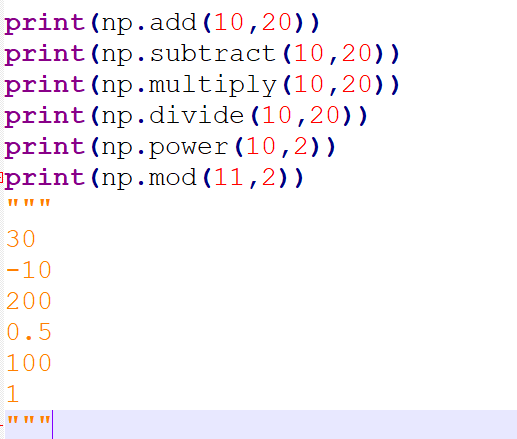 print(np.add(10,20))
print(np.subtract(10,20))
print(np.multiply(10,20))
print(np.divide(10,20))
print(np.power(10,2))
print(np.mod(11,2))
"""
30
-10
200
0.5
100
1
"""